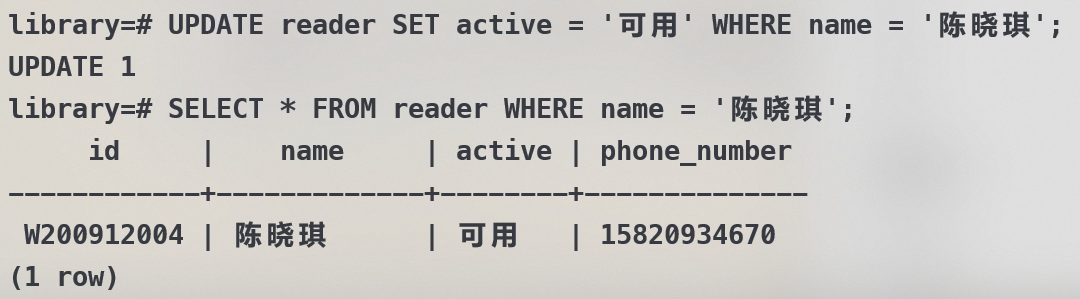 library=# UPDATE reader SET active = '可用' WHERE name = '陈晓琪';
UPDATE 1
library=# SELECT * FROM reader WHERE name = '陈晓琪';
     id     |    name     | active | phone_number
------------+-------------+--------+--------------
 W200912004 | 陈晓琪      | 可用   | 15820934670
(1 row)